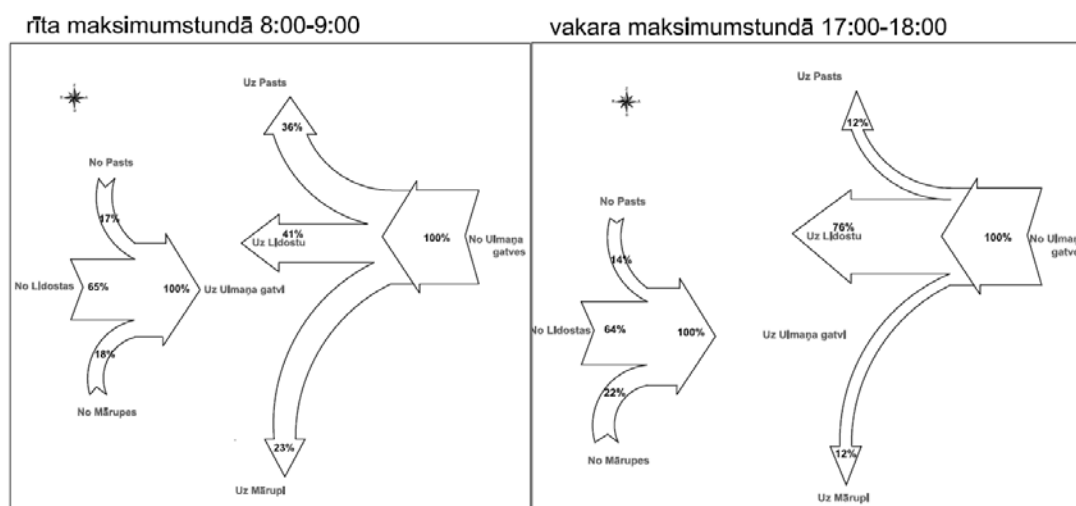 rīta maksimumstundā 8:00-9:00
Uz Pasts
36%
No Pasts
17%
41%
Uz Lidostu
100%
No Ulmaņa
gatves
No Lidostas
65%
100%
Uz Ulmaņa gatvi
18%
No Mārupes
23%
Uz Mārupi
vakara maksimumstundā 17:00-18:00
Uz Pasts
12%
No Pasts
14%
76%
Uz Lidostu
100%
No Ulmaņa
gatves
No Lidostas
64%
100%
Uz Ulmaņa gatvi
22%
No Mārupes
12%
Uz Mārupi